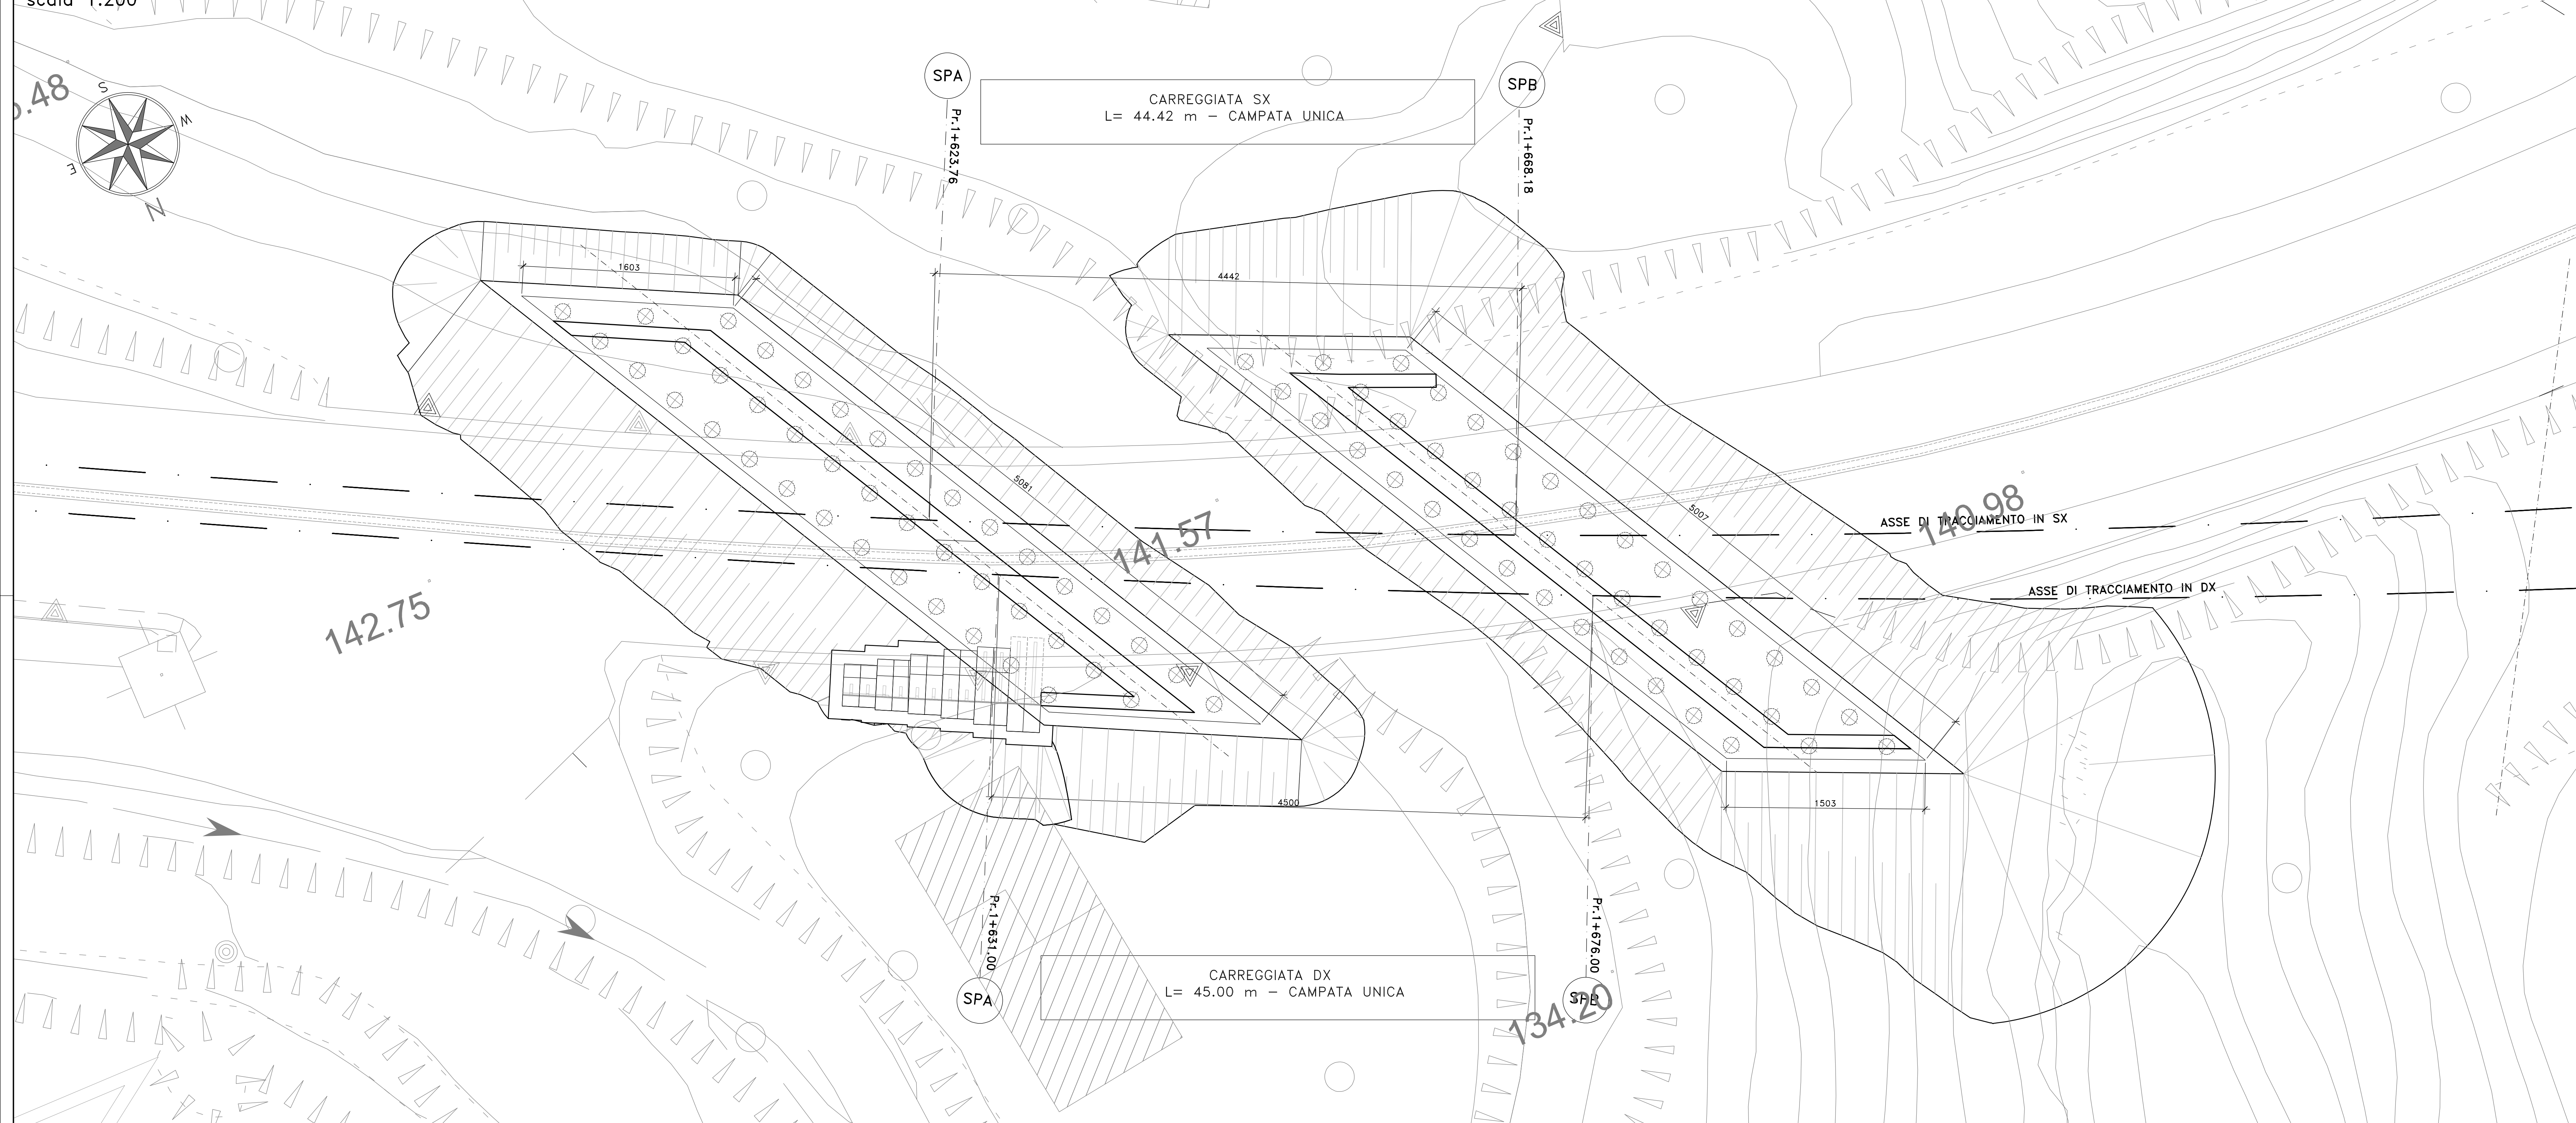 scala 1:200
SPA
SPB
CARREGGIATA SX
L= 44.42 m - CAMPATA UNICA
Pr.1+623.76
Pr.1+668.18
S
W
E
N
1603
4442
5081
5007
141.57
140.98
ASSE DI TRACCIAMENTO IN SX
ASSE DI TRACCIAMENTO IN DX
142.75
4500
1503
Pr.1+631.00
Pr.1+676.00
CARREGGIATA DX
L= 45.00 m - CAMPATA UNICA
SPA
SPB
134.20